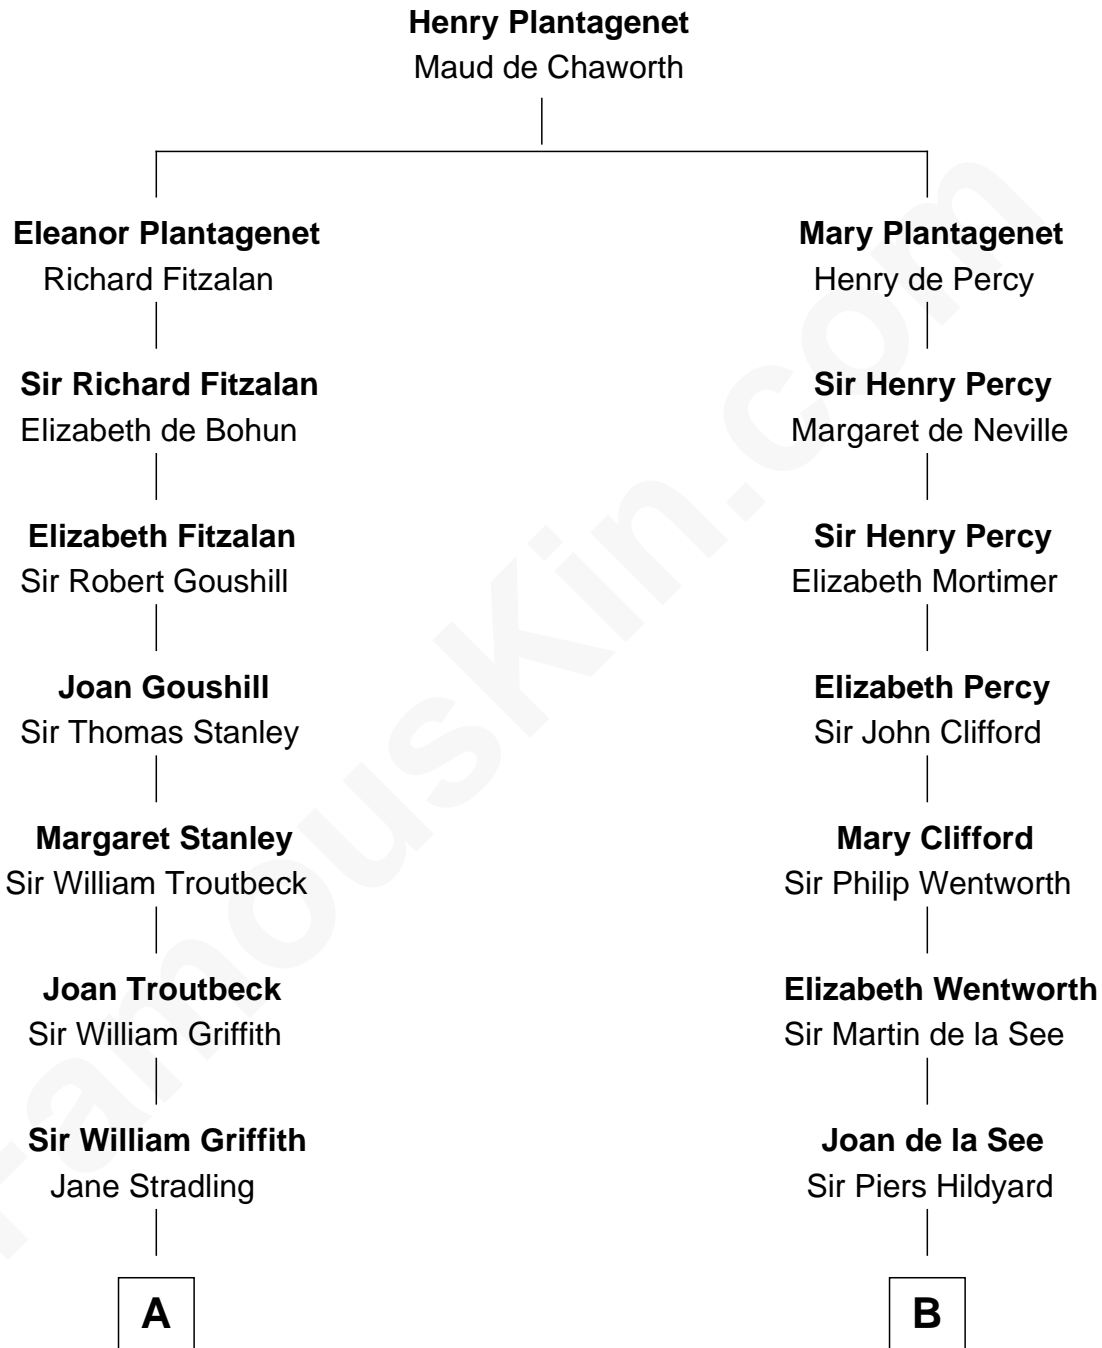 Henry Plantagenet
Maud de Chaworth
Eleanor Plantagenet
Richard Fitzalan
Mary Plantagenet
Henry de Percy
Sir Richard Fitzalan
Elizabeth de Bohun
Sir Henry Percy
Margaret de Neville
Elizabeth Fitzalan
Sir Robert Goushill
Sir Henry Percy
Elizabeth Mortimer
Joan Goushill
Sir Thomas Stanley
Elizabeth Percy
Sir John Clifford
Margaret Stanley
Sir William Troutbeck
Mary Clifford
Sir Philip Wentworth
Joan Troutbeck
Sir William Griffith
Elizabeth Wentworth
Sir Martin de la See
Sir William Griffith
Jane Stradling
Joan de la See
Sir Piers Hildyard
A
B
FamousKin.com